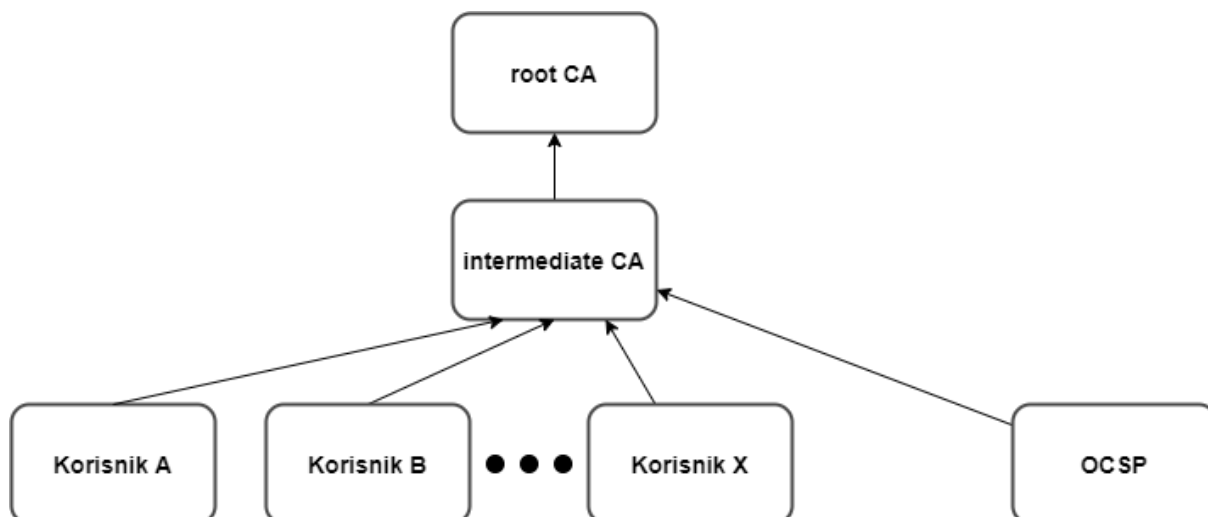 root CA
intermediate CA
Korisnik A
Korisnik B
Korisnik X
OCSP